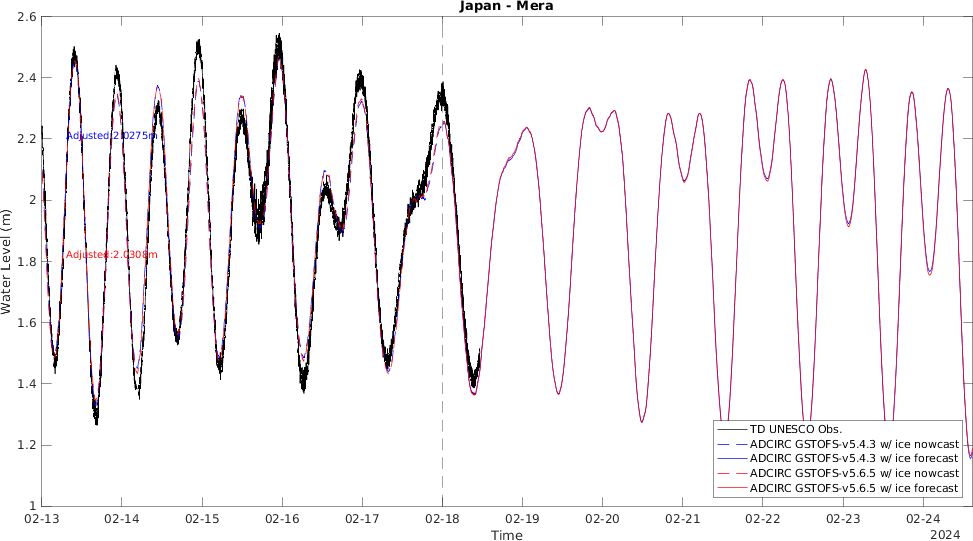 Japan - Mera
2.6
2.4
2.2
2
1.8
1.6
1.4
1.2
1
Water Level (m)
Adjusted:2.0275m
Adjusted:2.0308m
TD UNESCO Obs.
ADCIRC GSTOFS-v5.4.3 w/ ice nowcast
ADCIRC GSTOFS-v5.4.3 w/ ice forecast
ADCIRC GSTOFS-v5.6.5 w/ ice nowcast
ADCIRC GSTOFS-v5.6.5 w/ ice forecast
02-13 02-14 02-15 02-16 02-17 02-18 02-19 02-20 02-21 02-22 02-23 02-24
Time
2024